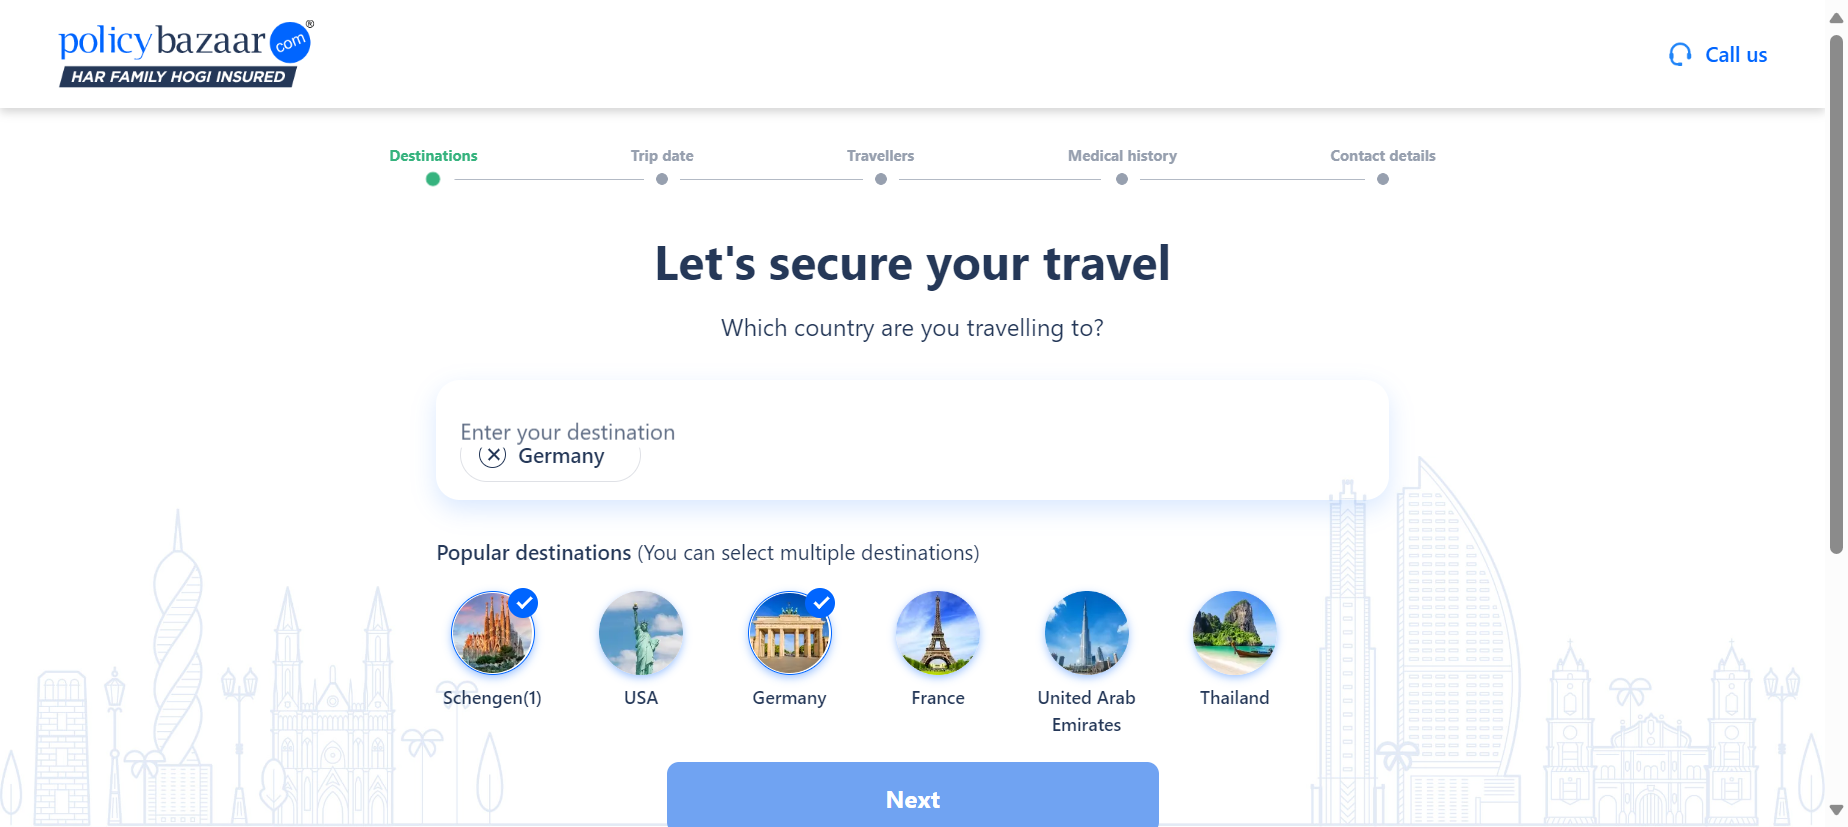 policybazaar.com®
HAR FAMILY HOGI INSURED
Call us
Destinations
Trip date
Travellers
Medical history
Contact details
Let's secure your travel
Which country are you travelling to?
Enter your destination
Germany
Popular destinations (You can select multiple destinations)
Schengen(1)
USA
Germany
France
United Arab
Emirates
Thailand
Next